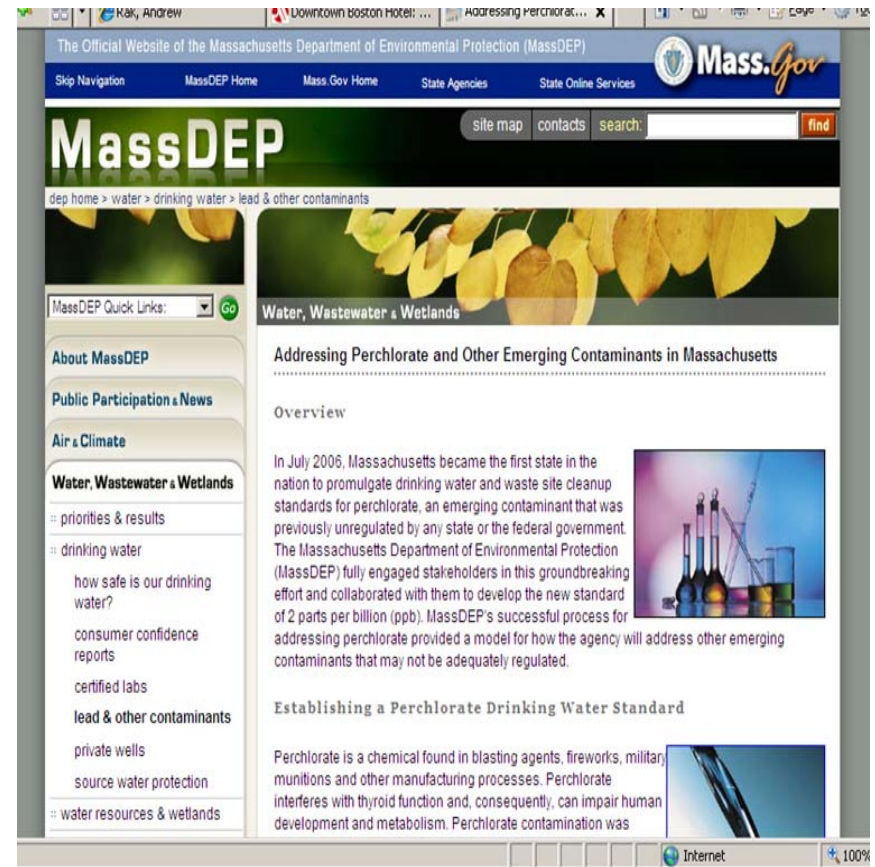 Rak, Andrew
Downtown Boston Hotel: ...
Addressing Perchlorat... X
Page
The Official Website of the Massachusetts Department of Environmental Protection (MassDEP)
Mass.Gov
Skip Navigation
MassDEP Home
Mass.Gov Home
State Agencies
State Online Services
MassDEP
site map
contacts
search:
find
dep home > water > drinking water > lead & other contaminants
MassDEP Quick Links:
Go
Water, Wastewater & Wetlands
About MassDEP
Public Participation & News
Air & Climate
Water, Wastewater & Wetlands
:: priorities & results
:: drinking water
how safe is our drinking
water?
consumer confidence
reports
certified labs
lead & other contaminants
private wells
source water protection
:: water resources & wetlands
Addressing Perchlorate and Other Emerging Contaminants in Massachusetts
Overview
In July 2006, Massachusetts became the first state in the
nation to promulgate drinking water and waste site cleanup
standards for perchlorate, an emerging contaminant that was
previously unregulated by any state or the federal government.
The Massachusetts Department of Environmental Protection
(MassDEP) fully engaged stakeholders in this groundbreaking
effort and collaborated with them to develop the new standard
of 2 parts per billion (ppb). MassDEP's successful process for
addressing perchlorate provided a model for how the agency will address other emerging
contaminants that may not be adequately regulated.
Establishing a Perchlorate Drinking Water Standard
Perchlorate is a chemical found in blasting agents, fireworks, military
munitions and other manufacturing processes. Perchlorate
interferes with thyroid function and, consequently, can impair human
development and metabolism. Perchlorate contamination was
Internet
100%